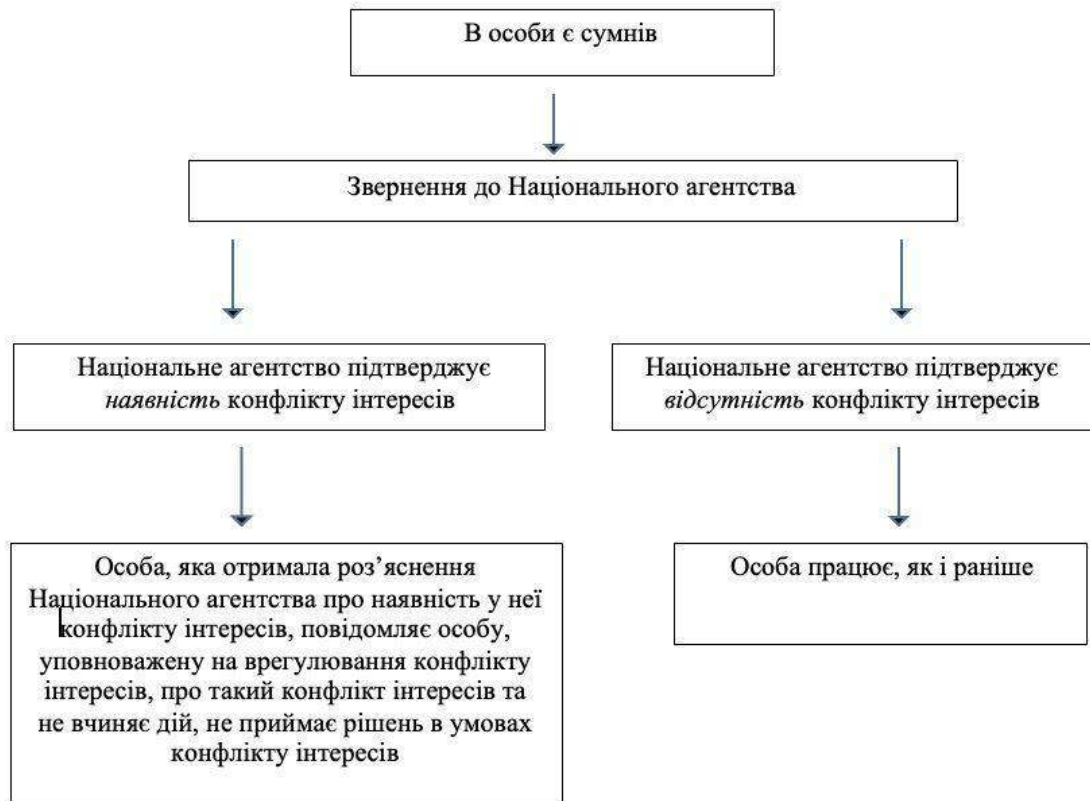 В особи є сумнів
Звернення до Національного агентства
Національне агентство підтверджує
наявність конфлікту інтересів
Національне агентство підтверджує
відсутність конфлікту інтересів
Особа, яка отримала роз’яснення
Національного агентства про наявність у неї
конфлікту інтересів, повідомляє особу,
уповноважену на врегулювання конфлікту
інтересів, про такий конфлікт інтересів та
не вчиняє дій, не приймає рішень в умовах
конфлікту інтересів
Особа працює, як і раніше